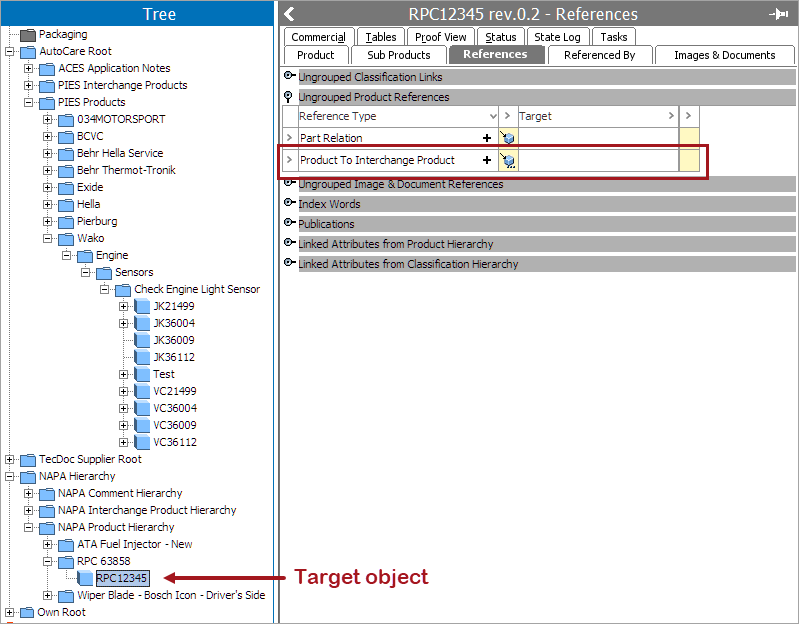 Tree
Packaging
AutoCare Root
ACES Application Notes
PIES Interchange Products
PIES Products
034MOTORSPORT
BCVC
Behr Hella Service
Behr Thermot-Tronik
Exide
Hella
Pierburg
Wako
Engine
Sensors
Check Engine Light Sensor
JK21499
JK36004
JK36009
JK36112
Test
VC21499
VC36004
VC36009
VC36112
TecDoc Supplier Root
NAPA Hierarchy
NAPA Comment Hierarchy
NAPA Interchange Product Hierarchy
NAPA Product Hierarchy
ATA Fuel Injector - New
RPC 63858
RPC12345
Wiper Blade - Bosch Icon - Driver's Side
Own Root
RPC12345 rev.0.2 - References
Commercial Tables Proof View Status State Log Tasks
Product Sub Products References Referenced By Images & Documents
Ungrouped Classification Links
Ungrouped Product References
Reference Type > Target > >
> Part Relation +
> Product To Interchange Product +
Ungrouped Image & Document References
Index Words
Publications
Linked Attributes from Product Hierarchy
Linked Attributes from Classification Hierarchy
Target object